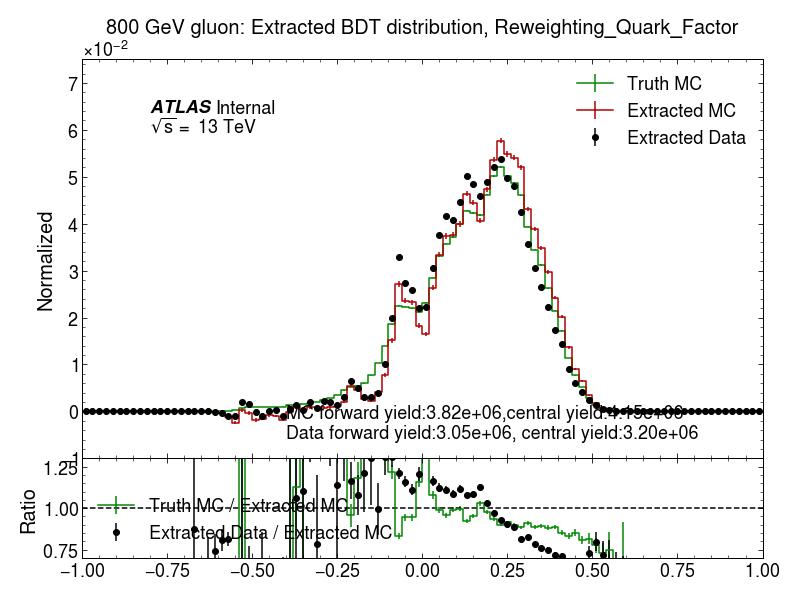 800 GeV gluon: Extracted BDT distribution, Reweighting_Quark_Factor
×10⁻²
ATLAS Internal
√s = 13 TeV
Truth MC
Extracted MC
Extracted Data
Normalized
7
6
5
4
3
2
1
0
MC forward yield:3.82e+06,central yield:4.15e+06
Data forward yield:3.05e+06, central yield:3.20e+06
Ratio
1.25
1.00
0.75
Truth MC / Extracted MC
Extracted Data / Extracted MC
−1.00 −0.75 −0.50 −0.25 0.00 0.25 0.50 0.75 1.00